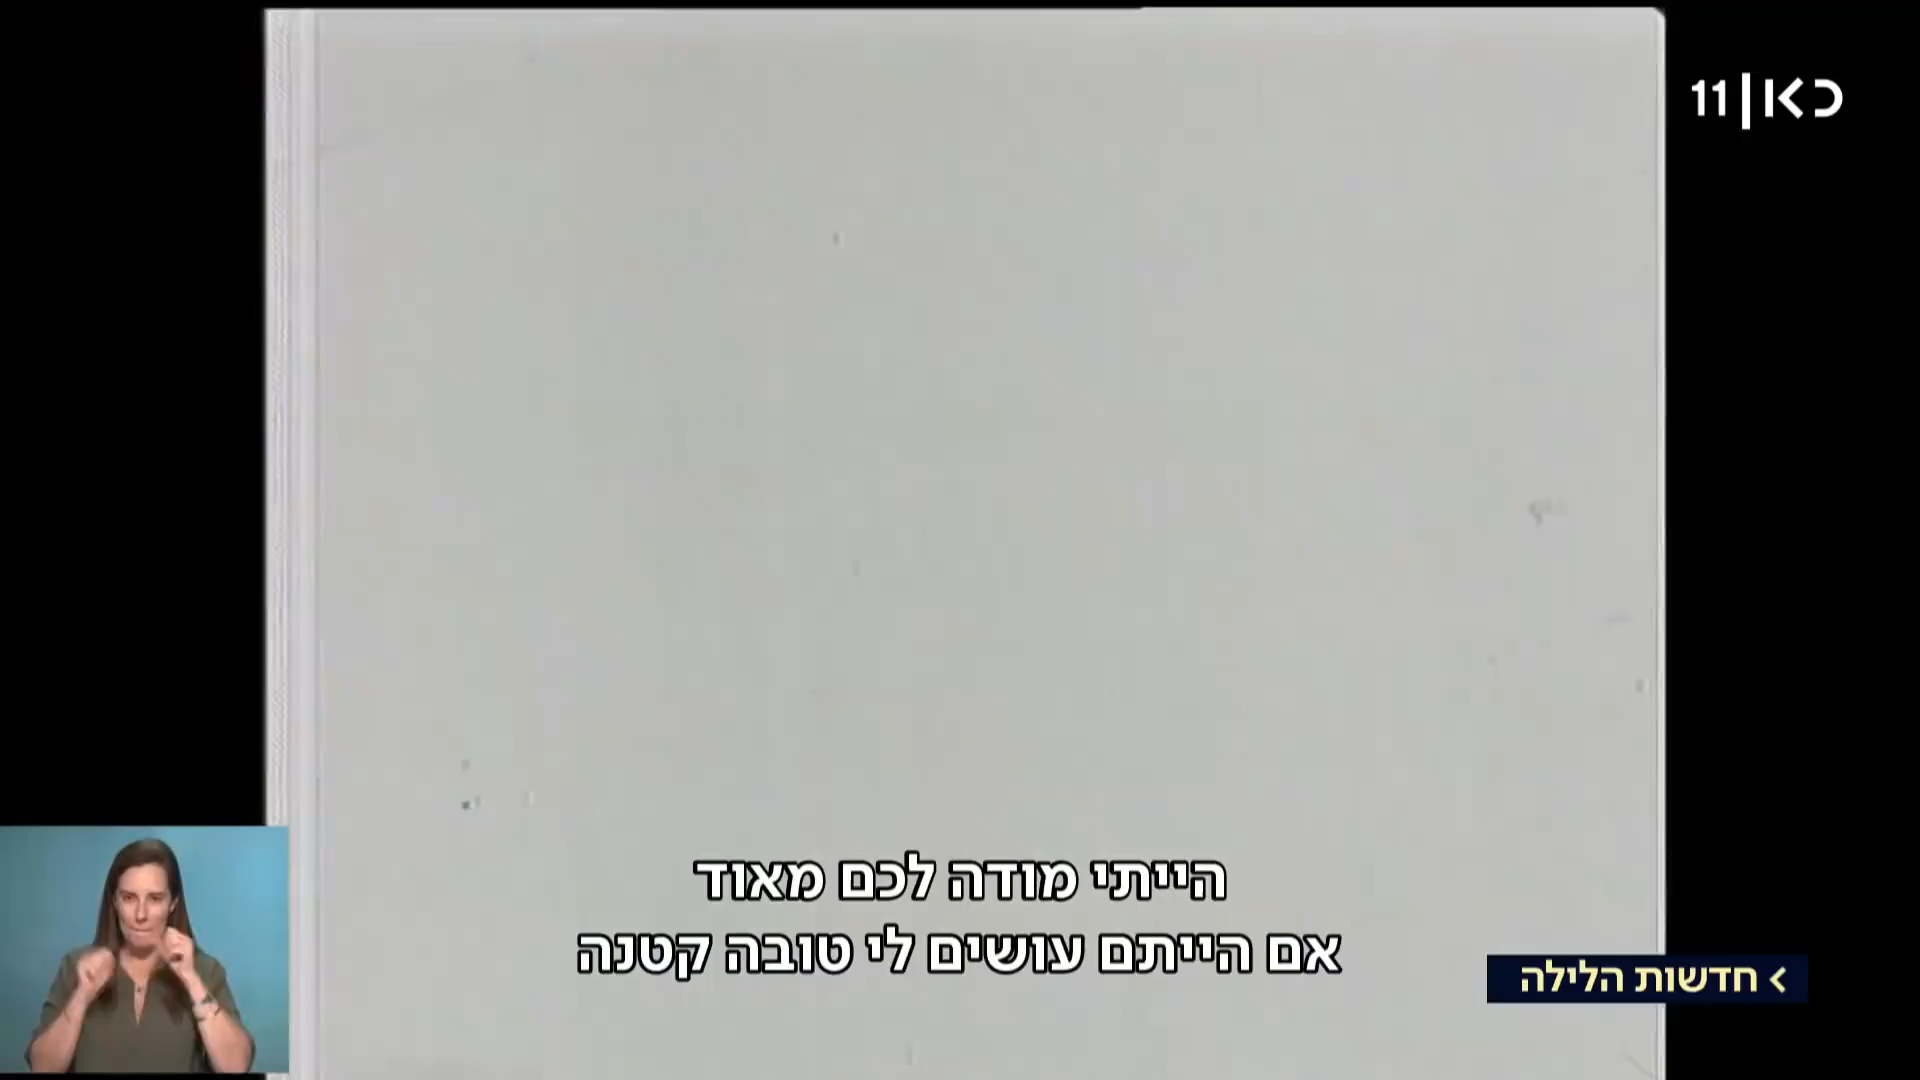 כאן|11
הייתי מודה לכם מאוד
אם הייתם עושים לי טובה קטנה
חדשות הלילה